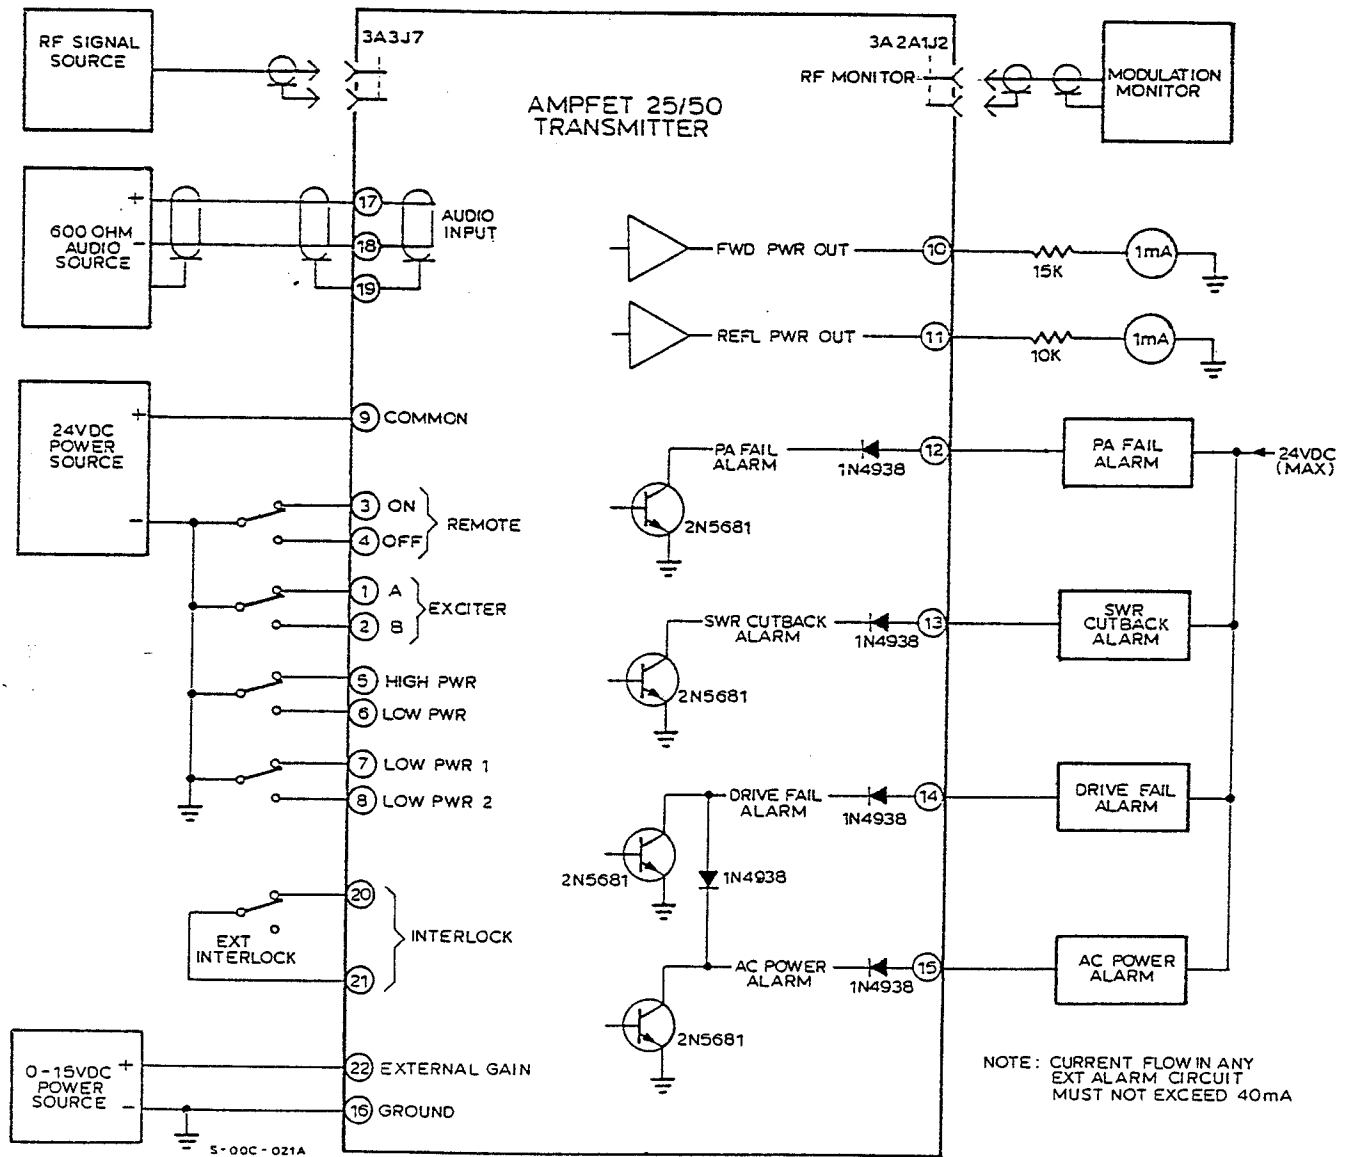 RF SIGNAL
SOURCE
3A3J7
3A2A1J2
RF MONITOR
MODULATION
MONITOR
AMPFET 25/50
TRANSMITTER
600 OHM
AUDIO
SOURCE
+
-
17
18
19
AUDIO
INPUT
FWD PWR OUT
10
15K
1mA
REFL PWR OUT
11
10K
1mA
24VDC
POWER
SOURCE
+
-
9 COMMON
3 ON
4 OFF
REMOTE
1 A
2 B
EXCITER
5 HIGH PWR
6 LOW PWR
7 LOW PWR 1
8 LOW PWR 2
PA FAIL
ALARM
1N4938
12
2N5681
PA FAIL
ALARM
24VDC
(MAX)
SWR CUTBACK
ALARM
1N4938
13
2N5681
SWR
CUTBACK
ALARM
DRIVE FAIL
ALARM
1N4938
14
2N5681
1N4938
DRIVE FAIL
ALARM
20
21
EXT
INTERLOCK
INTERLOCK
AC POWER
ALARM
1N4938
15
2N5681
AC POWER
ALARM
0-15VDC
POWER
SOURCE
+
-
22 EXTERNAL GAIN
16 GROUND
S-00C-021A
NOTE: CURRENT FLOW IN ANY
EXT ALARM CIRCUIT
MUST NOT EXCEED 40mA